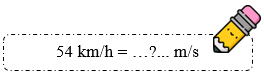 54 km/h = …?... m/s